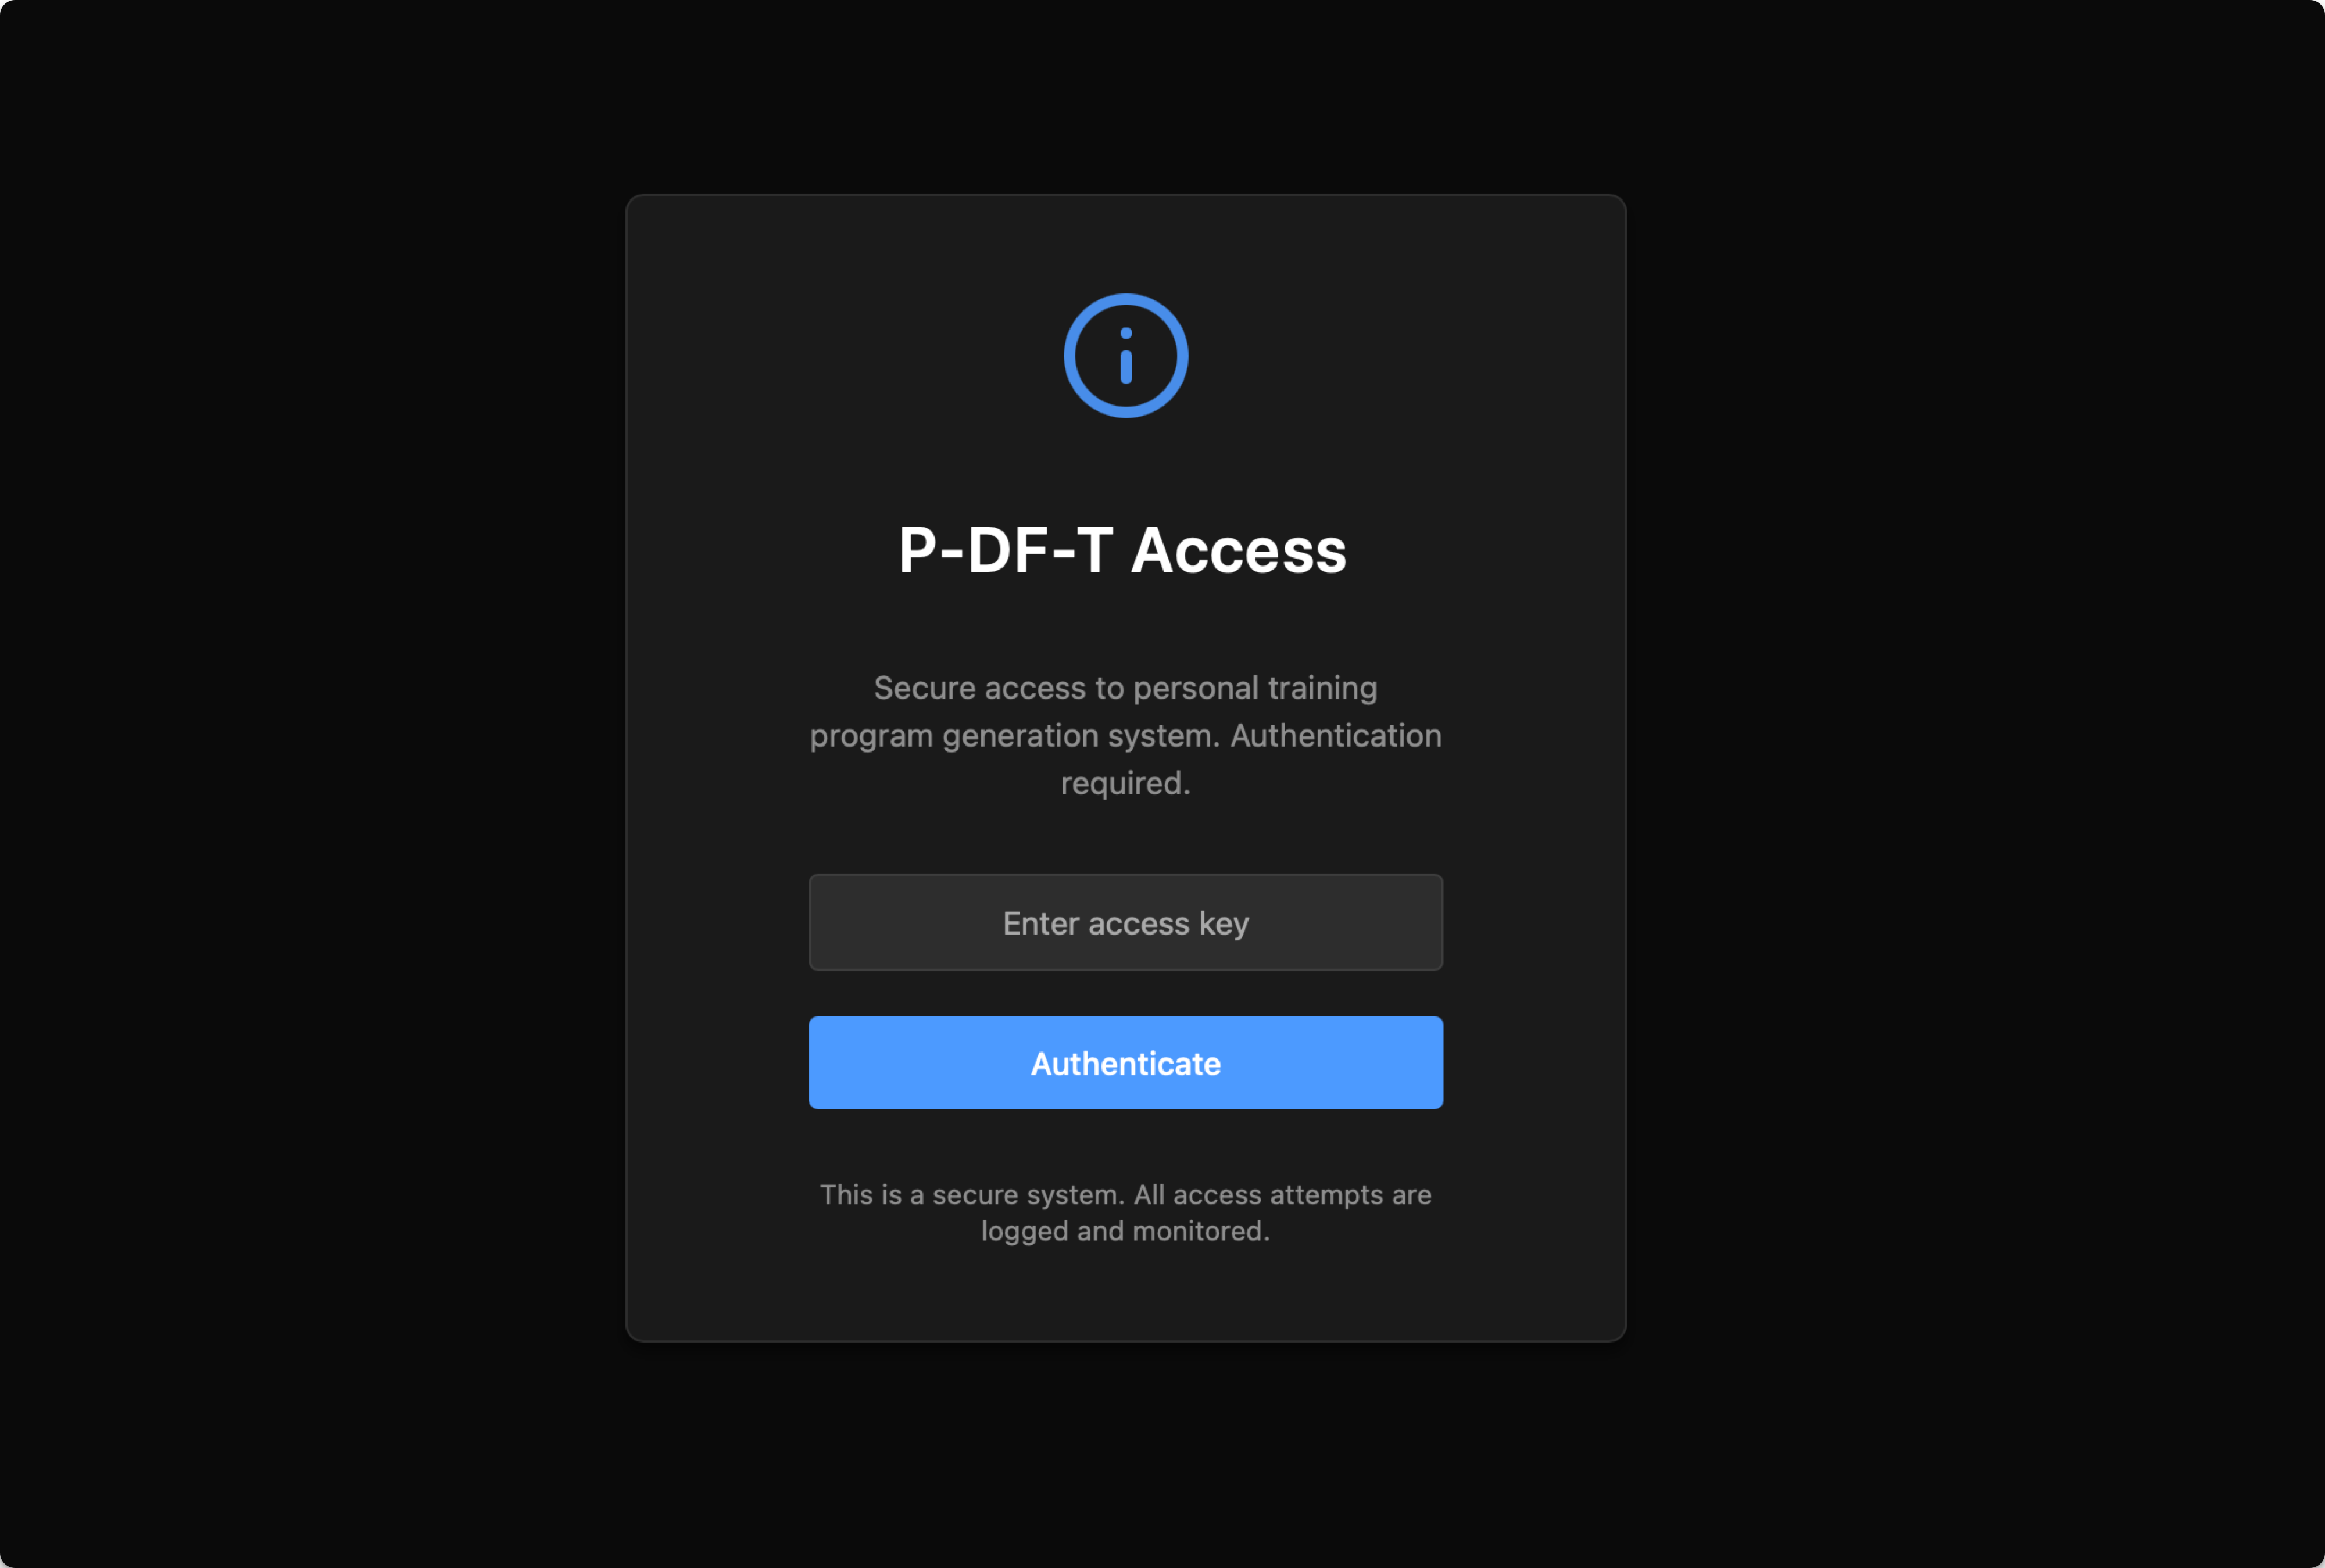 P-DF-T Access
Secure access to personal training
program generation system. Authentication
required.
Enter access key
Authenticate
This is a secure system. All access attempts are
logged and monitored.